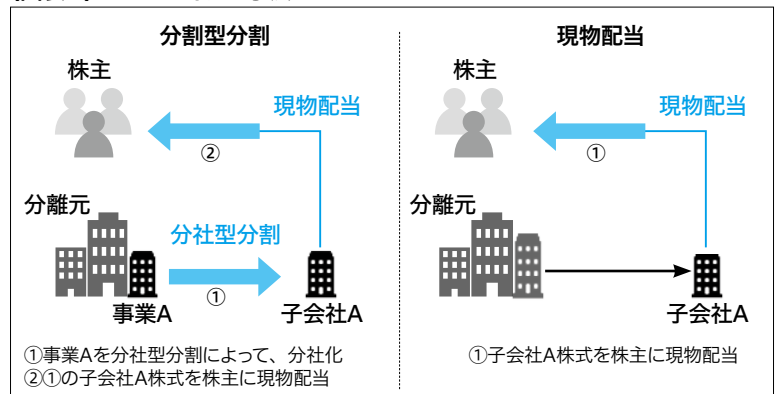 分割型分割
株主
現物配当
②
分離元
分社型分割
①
事業A
子会社A
①事業Aを分社型分割によって、分社化
②①の子会社A株式を株主に現物配当
現物配当
株主
現物配当
①
分離元
子会社A
①子会社A株式を株主に現物配当